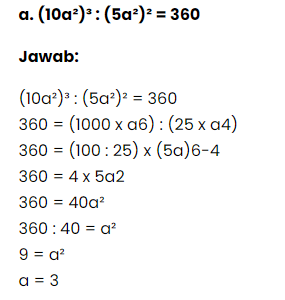 a. (10a²)³ : (5a²)² = 360
Jawab:
(10a²)³ : (5a²)² = 360
360 = (1000 x a6) : (25 x a4)
360 = (100 : 25) x (5a)6-4
360 = 4 x 5a2
360 = 40a²
360 : 40 = a²
9 = a²
a = 3